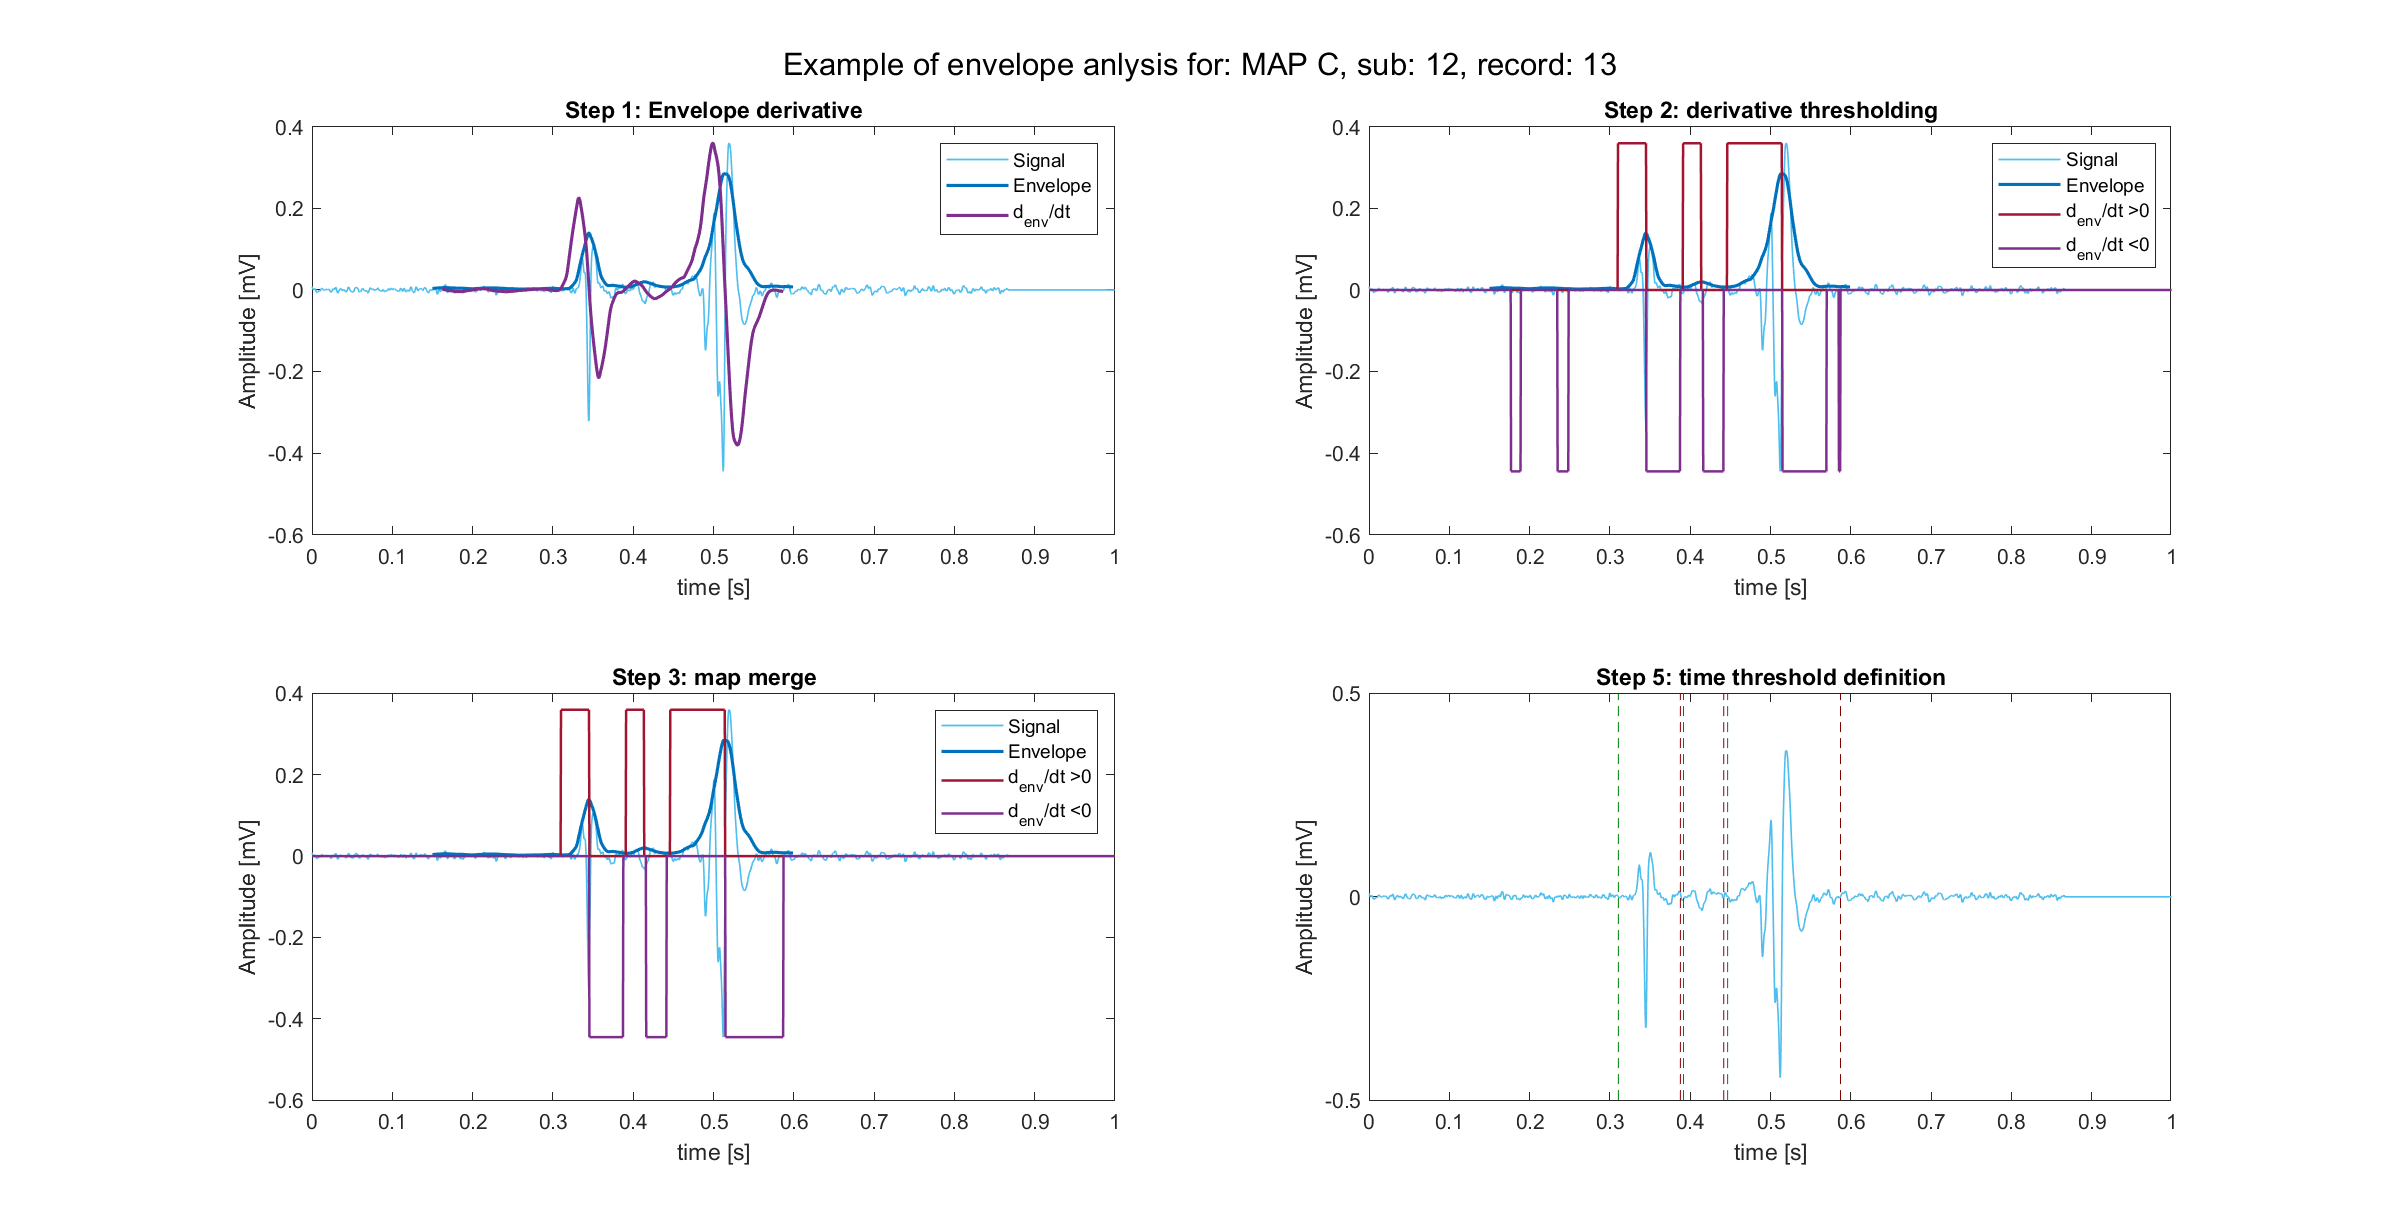 Example of envelope anlysis for: MAP C, sub: 12, record: 13
Step 1: Envelope derivative
0.4
0.2
0
-0.2
-0.4
-0.6
Amplitude [mV]
0 0.1 0.2 0.3 0.4 0.5 0.6 0.7 0.8 0.9 1
time [s]
Signal
Envelope
d_env/dt
Step 2: derivative thresholding
0.4
0.2
0
-0.2
-0.4
-0.6
Amplitude [mV]
0 0.1 0.2 0.3 0.4 0.5 0.6 0.7 0.8 0.9 1
time [s]
Signal
Envelope
d_env/dt >0
d_env/dt <0
Step 3: map merge
0.4
0.2
0
-0.2
-0.4
-0.6
Amplitude [mV]
0 0.1 0.2 0.3 0.4 0.5 0.6 0.7 0.8 0.9 1
time [s]
Signal
Envelope
d_env/dt >0
d_env/dt <0
Step 5: time threshold definition
0.5
0
-0.5
Amplitude [mV]
0 0.1 0.2 0.3 0.4 0.5 0.6 0.7 0.8 0.9 1
time [s]